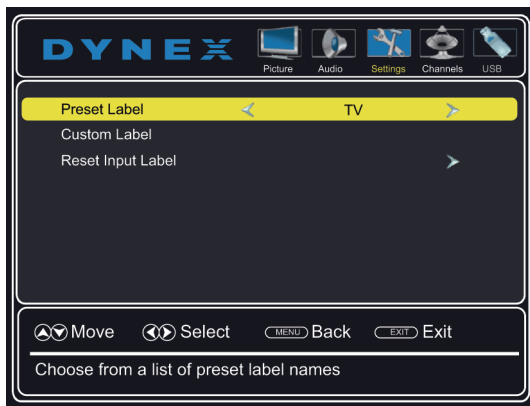 DYNEX
Picture Audio Settings Channels USB
Preset Label TV
Custom Label
Reset Input Label
Move Select MENU Back EXIT Exit
Choose from a list of preset label names